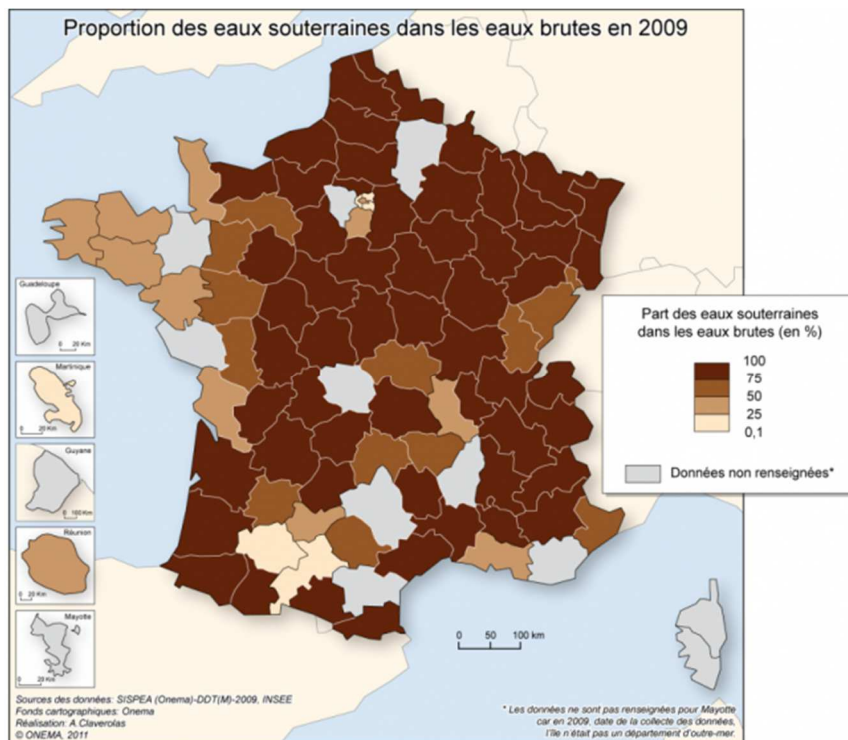 Proportion des eaux souterraines dans les eaux brutes en 2009
Guadeloupe
0 20 Km
Martinique
0 20 Km
Guyane
0 100 Km
Réunion
0 20 Km
Mayotte
0 20 Km
Part des eaux souterraines
dans les eaux brutes (en %)
100
75
50
25
0,1
Données non renseignées*
0 50 100 km
Sources des données: SISPEA (Onema)-DDT(M)-2009, INSEE
Fonds cartographiques: Onema
Réalisation: A.Claverolas
© ONEMA, 2011
* Les données ne sont pas renseignées pour Mayotte
car en 2009, date de la collecte des données,
l'île n'était pas un département d'outre-mer.